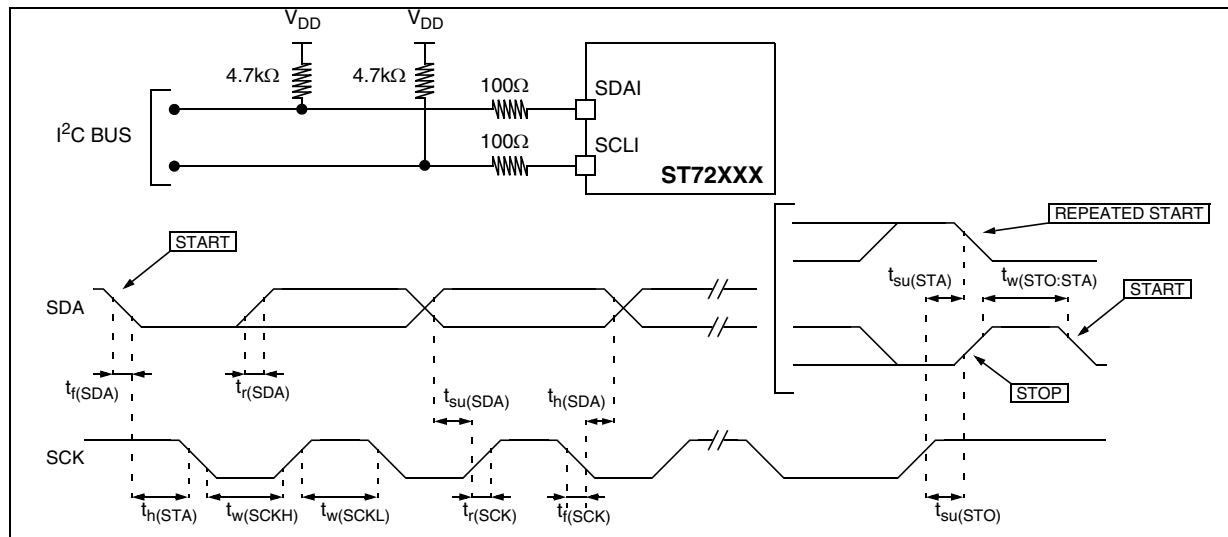 VDD VDD
4.7kΩ 4.7kΩ
100Ω
SDAI
I²C BUS
100Ω
SCLI
ST72XXX
REPEATED START
START
tsu(STA) tw(STO:STA)
START
SDA
tf(SDA) tr(SDA)
STOP
tsu(SDA) th(SDA)
SCK
th(STA) tw(SCKH) tw(SCKL) tr(SCK) tf(SCK) tsu(STO)